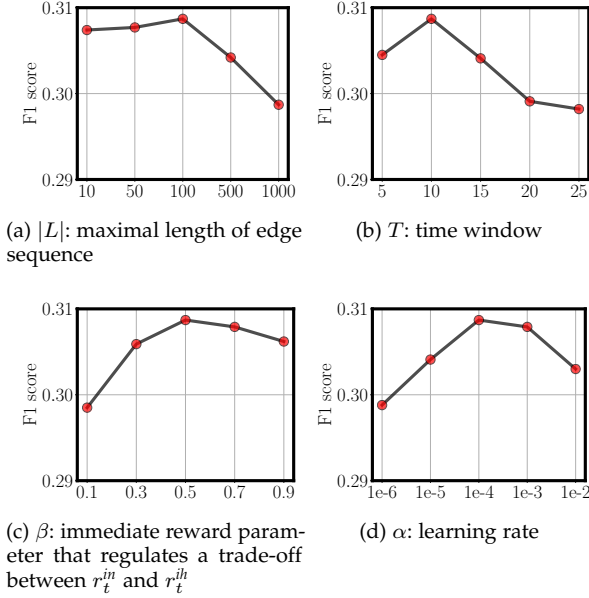 0.31
0.30
0.29
F1 score
10 50 100 500 1000
(a) |L|: maximal length of edge
sequence
0.31
0.30
0.29
F1 score
5 10 15 20 25
(b) T: time window
0.31
0.30
0.29
F1 score
0.1 0.3 0.5 0.7 0.9
(c) β: immediate reward param-
eter that regulates a trade-off
between r_t^{in} and r_t^{ih}
0.31
0.30
0.29
F1 score
1e-6 1e-5 1e-4 1e-3 1e-2
(d) α: learning rate